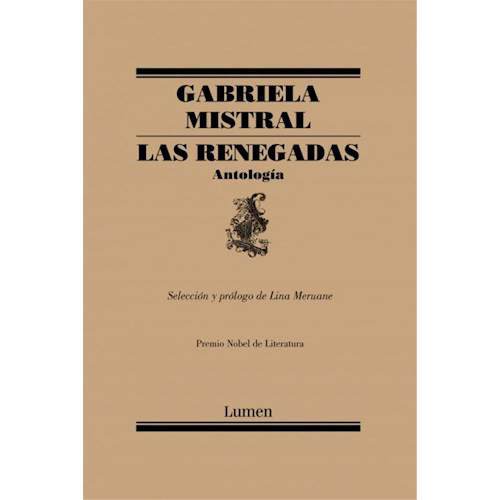 GABRIELA
MISTRAL
LAS RENEGADAS
Antología
Selección y prólogo de Lina Meruane
Premio Nobel de Literatura
Lumen